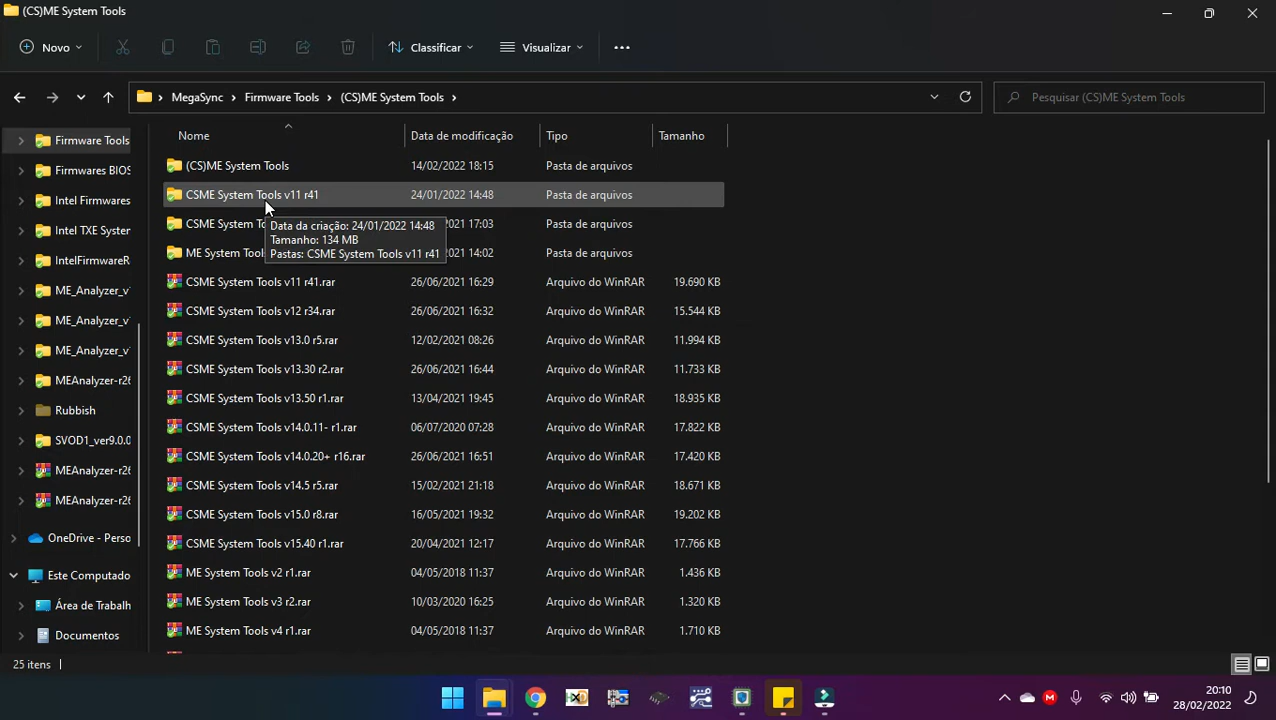 (CS)ME System Tools
Novo
Classificar
Visualizar
MegaSync > Firmware Tools > (CS)ME System Tools >
Pesquisar (CS)ME System Tools
Nome Data de modificação Tipo Tamanho
Firmware Tools
Firmwares BIOS
Intel Firmwares
Intel TXE System
IntelFirmwareR
ME_Analyzer_v
ME_Analyzer_v
ME_Analyzer_v
MEAnalyzer-r26
Rubbish
SVOD1_ver9.0.0
MEAnalyzer-r26
MEAnalyzer-r26
OneDrive - Perso
Este Computado
Área de Trabalh
Documentos
(CS)ME System Tools 14/02/2022 18:15 Pasta de arquivos
CSME System Tools v11 r41 24/01/2022 14:48 Pasta de arquivos
CSME System To 2021 17:03 Pasta de arquivos
ME System Tool 2021 14:02 Pasta de arquivos
Data da criação: 24/01/2022 14:48
Tamanho: 134 MB
Pastas: CSME System Tools v11 r41
CSME System Tools v11 r41.rar 26/06/2021 16:29 Arquivo do WinRAR 19.690 KB
CSME System Tools v12 r34.rar 26/06/2021 16:32 Arquivo do WinRAR 15.544 KB
CSME System Tools v13.0 r5.rar 12/02/2021 08:26 Arquivo do WinRAR 11.994 KB
CSME System Tools v13.30 r2.rar 26/06/2021 16:44 Arquivo do WinRAR 11.733 KB
CSME System Tools v13.50 r1.rar 13/04/2021 19:45 Arquivo do WinRAR 18.935 KB
CSME System Tools v14.0.11- r1.rar 06/07/2020 07:28 Arquivo do WinRAR 17.822 KB
CSME System Tools v14.0.20+ r16.rar 26/06/2021 16:51 Arquivo do WinRAR 17.420 KB
CSME System Tools v14.5 r5.rar 15/02/2021 21:18 Arquivo do WinRAR 18.671 KB
CSME System Tools v15.0 r8.rar 16/05/2021 19:32 Arquivo do WinRAR 19.202 KB
CSME System Tools v15.40 r1.rar 20/04/2021 12:17 Arquivo do WinRAR 17.766 KB
ME System Tools v2 r1.rar 04/05/2018 11:37 Arquivo do WinRAR 1.436 KB
ME System Tools v3 r2.rar 10/03/2020 16:25 Arquivo do WinRAR 1.320 KB
ME System Tools v4 r1.rar 04/05/2018 11:37 Arquivo do WinRAR 1.710 KB
25 itens
20:10
28/02/2022